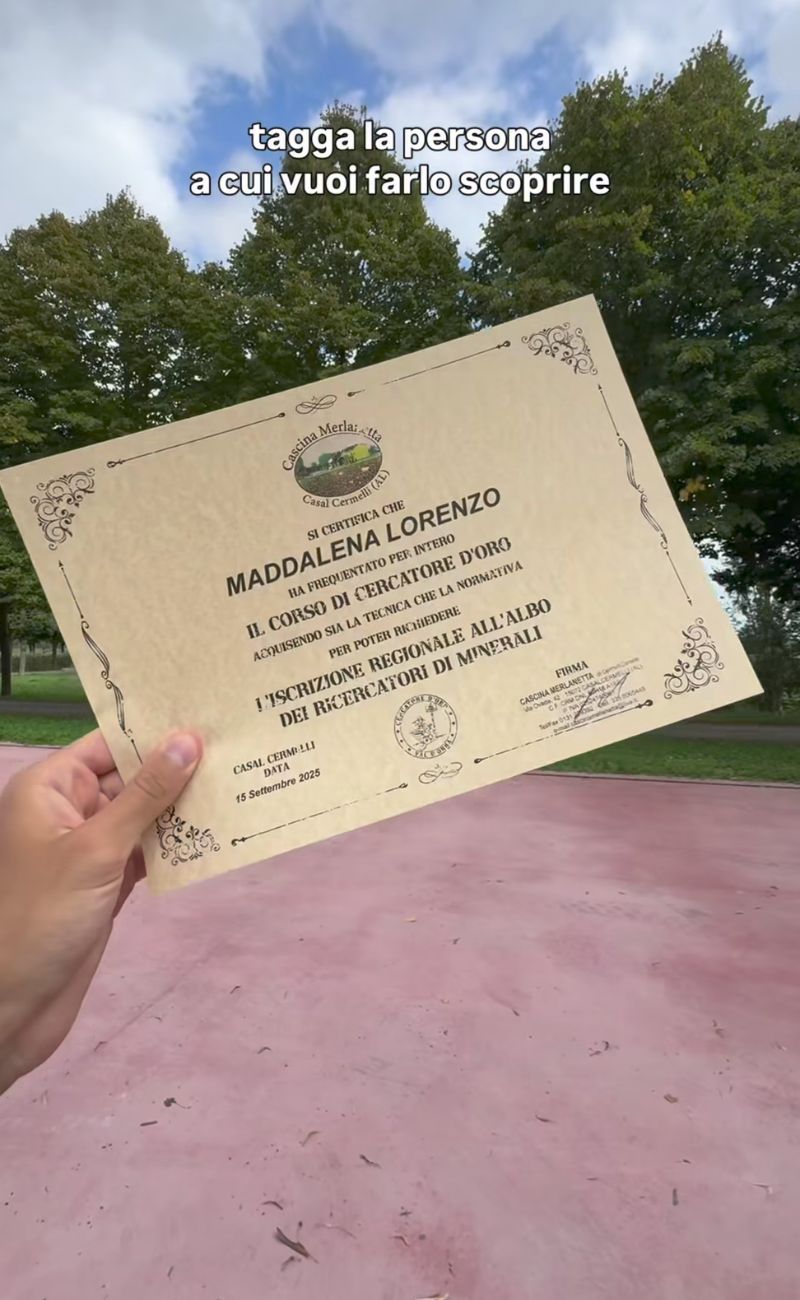 tagga la persona
a cui vuoi farlo scoprire
Cascina Merlanetta
Casal Cermelli (AL)
SI CERTIFICA CHE
MADDALENA LORENZO
HA FREQUENTATO PER INTERO
IL CORSO DI CERCATORE D'ORO
ACQUISENDO SIA LA TECNICA CHE LA NORMATIVA
PER POTER RICHIEDERE
L'ISCRIZIONE REGIONALE ALL'ALBO
DEI RICERCATORI DI MINERALI
FIRMA
CASCINA MERLANETTA
CASAL CERMELLI
DATA
15 Settembre 2025